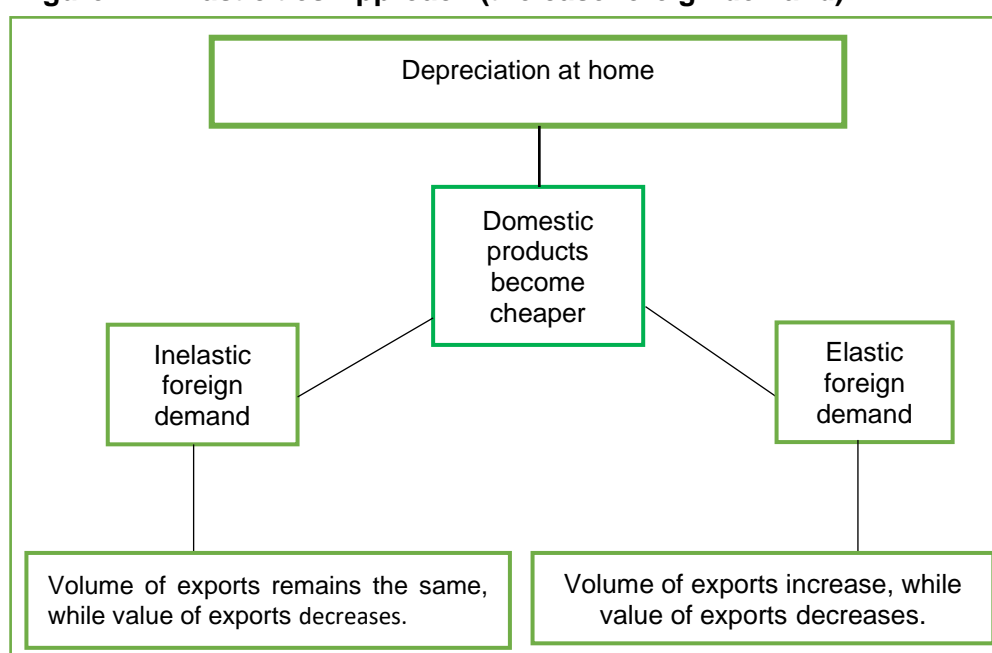 Depreciation at home
Domestic
products
become
cheaper
Inelastic
foreign
demand
Elastic
foreign
demand
Volume of exports remains the same,
while value of exports decreases.
Volume of exports increase, while
value of exports decreases.